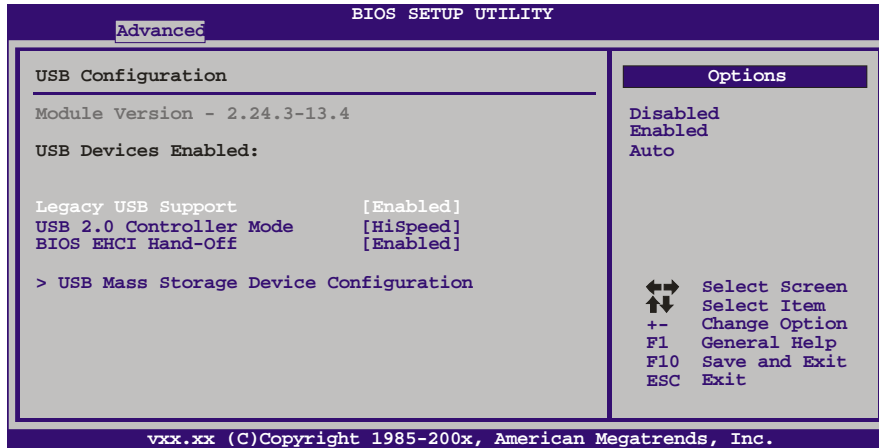 BIOS SETUP UTILITY
Advanced
USB Configuration
Module Version - 2.24.3-13.4
USB Devices Enabled:
Legacy USB Support [Enabled]
USB 2.0 Controller Mode [HiSpeed]
BIOS EHCI Hand-Off [Enabled]
> USB Mass Storage Device Configuration
Options
Disabled
Enabled
Auto
Select Screen
Select Item
+- Change Option
F1 General Help
F10 Save and Exit
ESC Exit
vxx.xx (C)Copyright 1985-200x, American Megatrends, Inc.